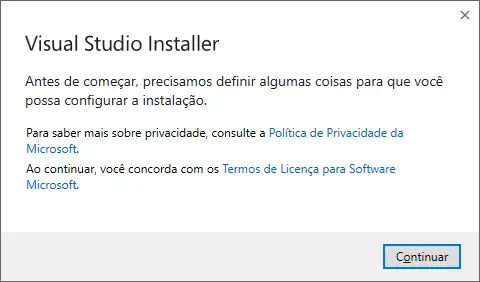 Visual Studio Installer
Antes de começar, precisamos definir algumas coisas para que você
possa configurar a instalação.
Para saber mais sobre privacidade, consulte a Política de Privacidade da
Microsoft.
Ao continuar, você concorda com os Termos de Licença para Software
Microsoft.
Continuar